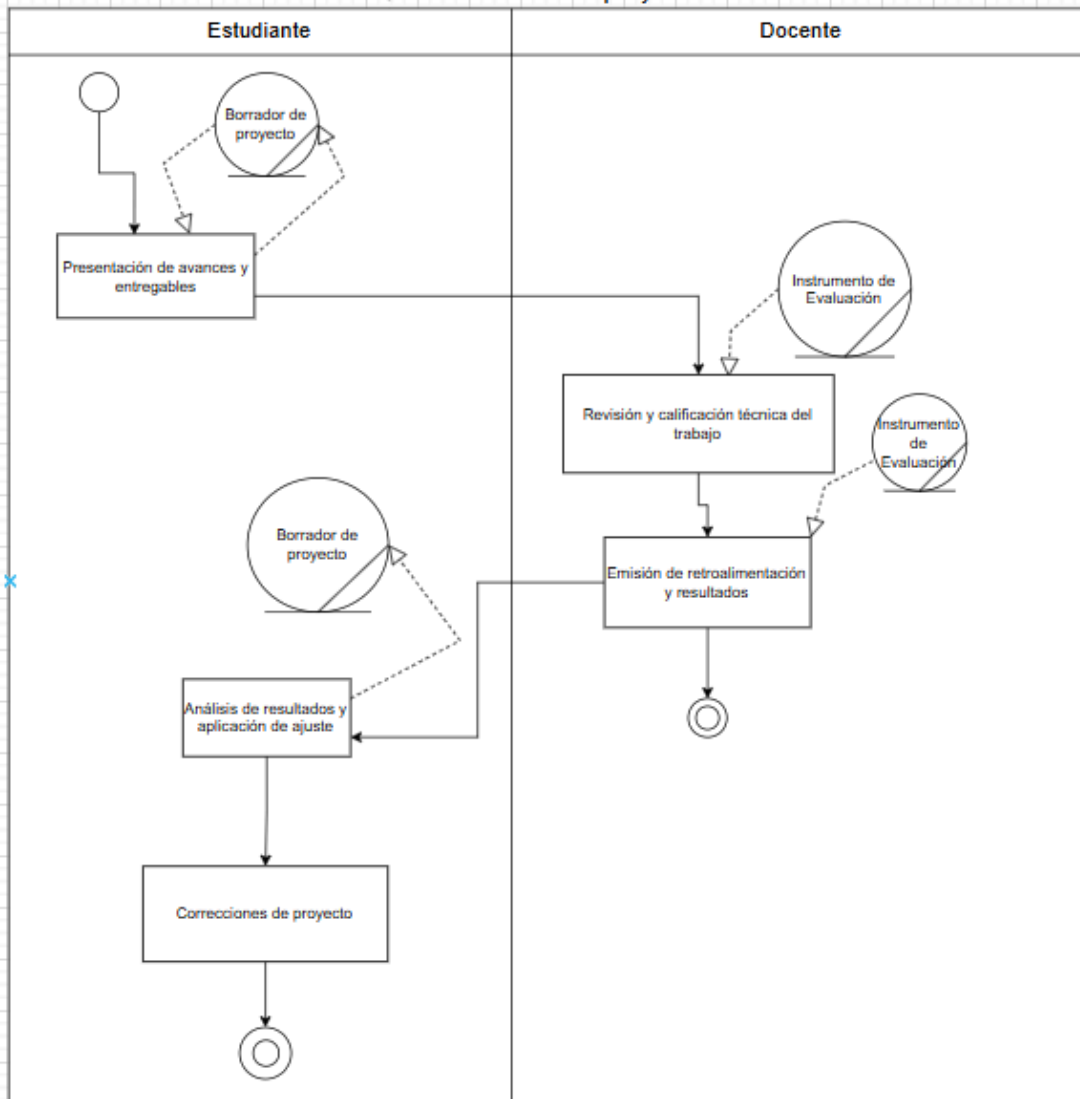 Estudiante
Docente
Borrador de
proyecto
Presentación de avances y
entregables
Instrumento de
Evaluación
Revisión y calificación técnica del
trabajo
Instrumento
de
Evaluación
Borrador de
proyecto
Emisión de retroalimentación
y resultados
Análisis de resultados y
aplicación de ajuste
Correcciones de proyecto